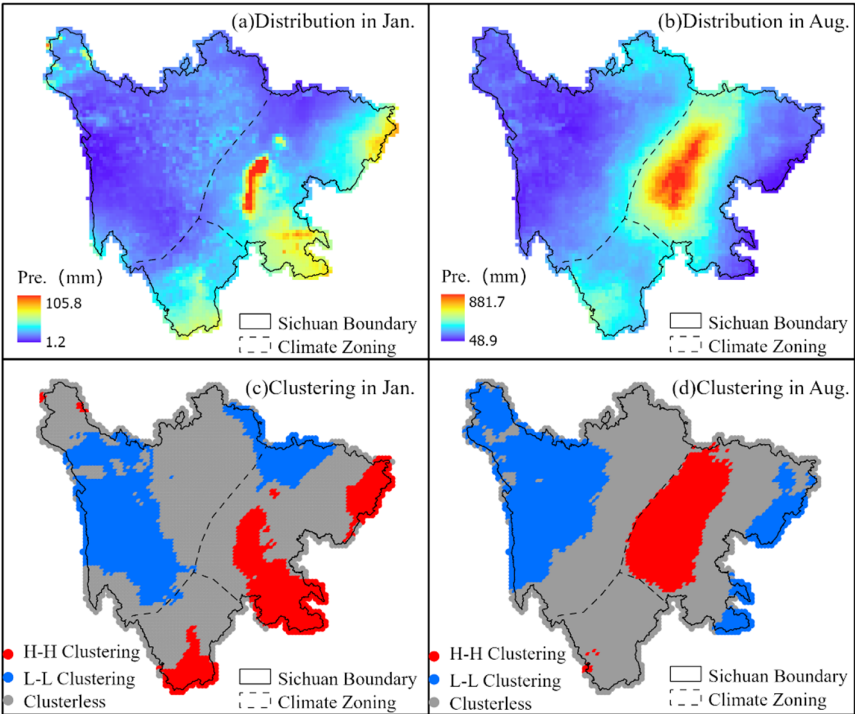 (a)Distribution in Jan.
Pre. (mm)
105.8
1.2
Sichuan Boundary
Climate Zoning
(b)Distribution in Aug.
Pre. (mm)
881.7
48.9
Sichuan Boundary
Climate Zoning
(c)Clustering in Jan.
H-H Clustering
L-L Clustering
Clusterless
Sichuan Boundary
Climate Zoning
(d)Clustering in Aug.
H-H Clustering
L-L Clustering
Clusterless
Sichuan Boundary
Climate Zoning